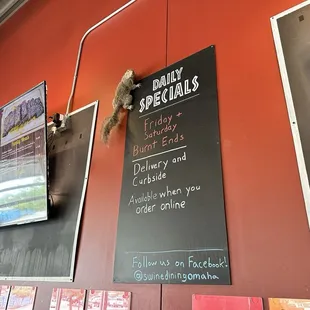 DAILY
SPECIALS
Friday +
Saturday
Burnt Ends
Delivery and
Curbside
Available when you
order online
Follow us on Facebook!
@swinediningomaha